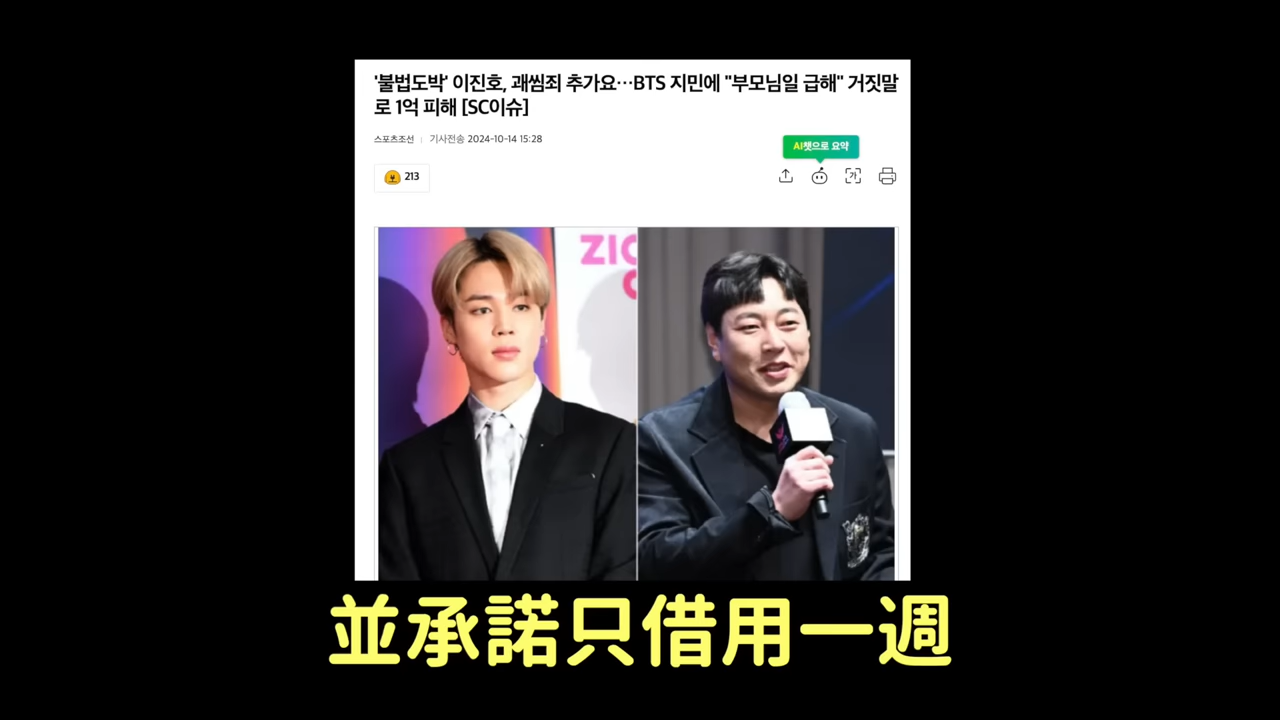 '불법도박' 이진호, 괘씸죄 추가요…BTS 지민에 "부모님일 급해" 거짓말
로 1억 피해 [SC이슈]
스포츠조선 | 기사전송 2024-10-14 15:28
AI챗으로 요약
213
가
ZIO
並承諾只借用一週